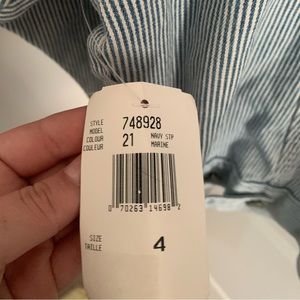 STYLE
MODEL 748928
COLOUR 21 NAVY STP
COULEUR MARINE
0 70263 14698 2
SIZE
TAILLE 4